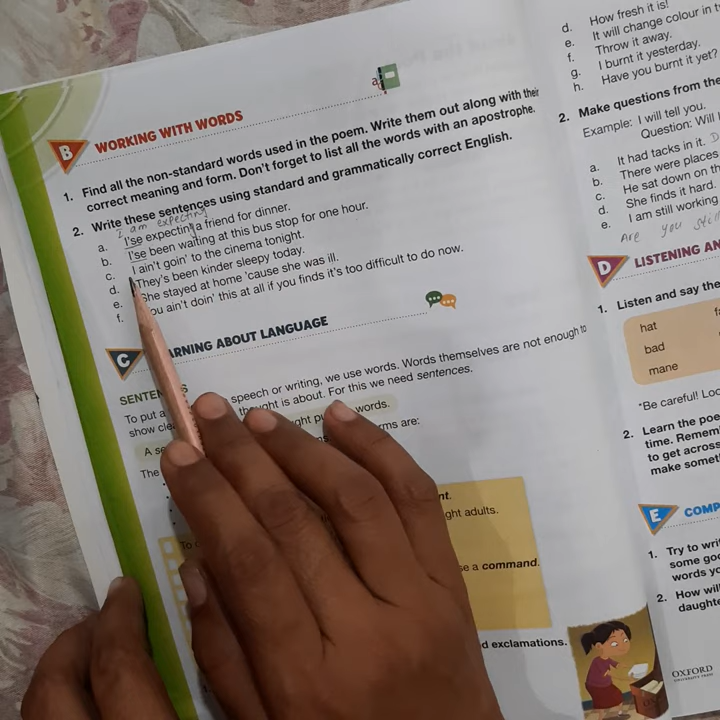 B WORKING WITH WORDS
1. Find all the non-standard words used in the poem. Write them out along with their
correct meaning and form. Don't forget to list all the words with an apostrophe.
2. Write these sentences using standard and grammatically correct English.
I am expecting
a. I'se expecting a friend for dinner.
b. I'se been waiting at this bus stop for one hour.
c. I ain't goin' to the cinema tonight.
d. They's been kinder sleepy today.
e. She stayed at home 'cause she was ill.
f. ou ain't doin' this at all if you finds it's too difficult to do now.
C ARNING ABOUT LANGUAGE
SENTEN S
To put a speech or writing, we use words. Words themselves are not enough to
show cle thought is about. For this we need sentences.
A se ght words.
The rms are:
nt.
ght adults.
To
se a command.
d exclamations.
d. How fresh it is!
e. It will change colour in
f. Throw it away.
g. I burnt it yesterday.
h. Have you burnt it yet?
2. Make questions from the
Example: I will tell you.
Question: Will
a. It had tacks in it.
b. There were places
c. He sat down on th
d. She finds it hard.
e. I am still working
Are you stil
D LISTENING AN
1. Listen and say the
hat
bad
mane
*Be careful! Loo
2. Learn the poe
time. Remem
to get across
make somet
E COMP
1. Try to wri
some goo
words yo
2. How will
daughte
OXFORD
UNIVERSITY PRESS